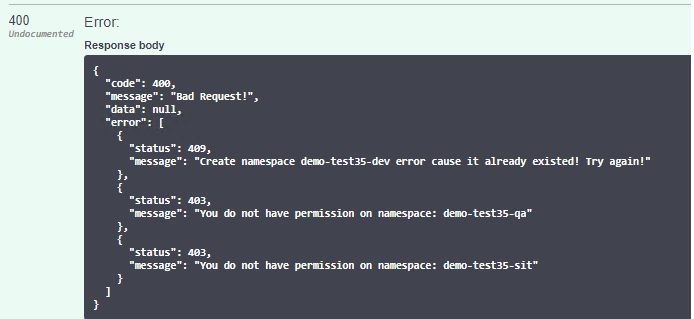 400
Undocumented
Error:
Response body
{
  "code": 400,
  "message": "Bad Request!",
  "data": null,
  "error": [
    {
      "status": 409,
      "message": "Create namespace demo-test35-dev error cause it already existed! Try again!"
    },
    {
      "status": 403,
      "message": "You do not have permission on namespace: demo-test35-qa"
    },
    {
      "status": 403,
      "message": "You do not have permission on namespace: demo-test35-sit"
    }
  ]
}